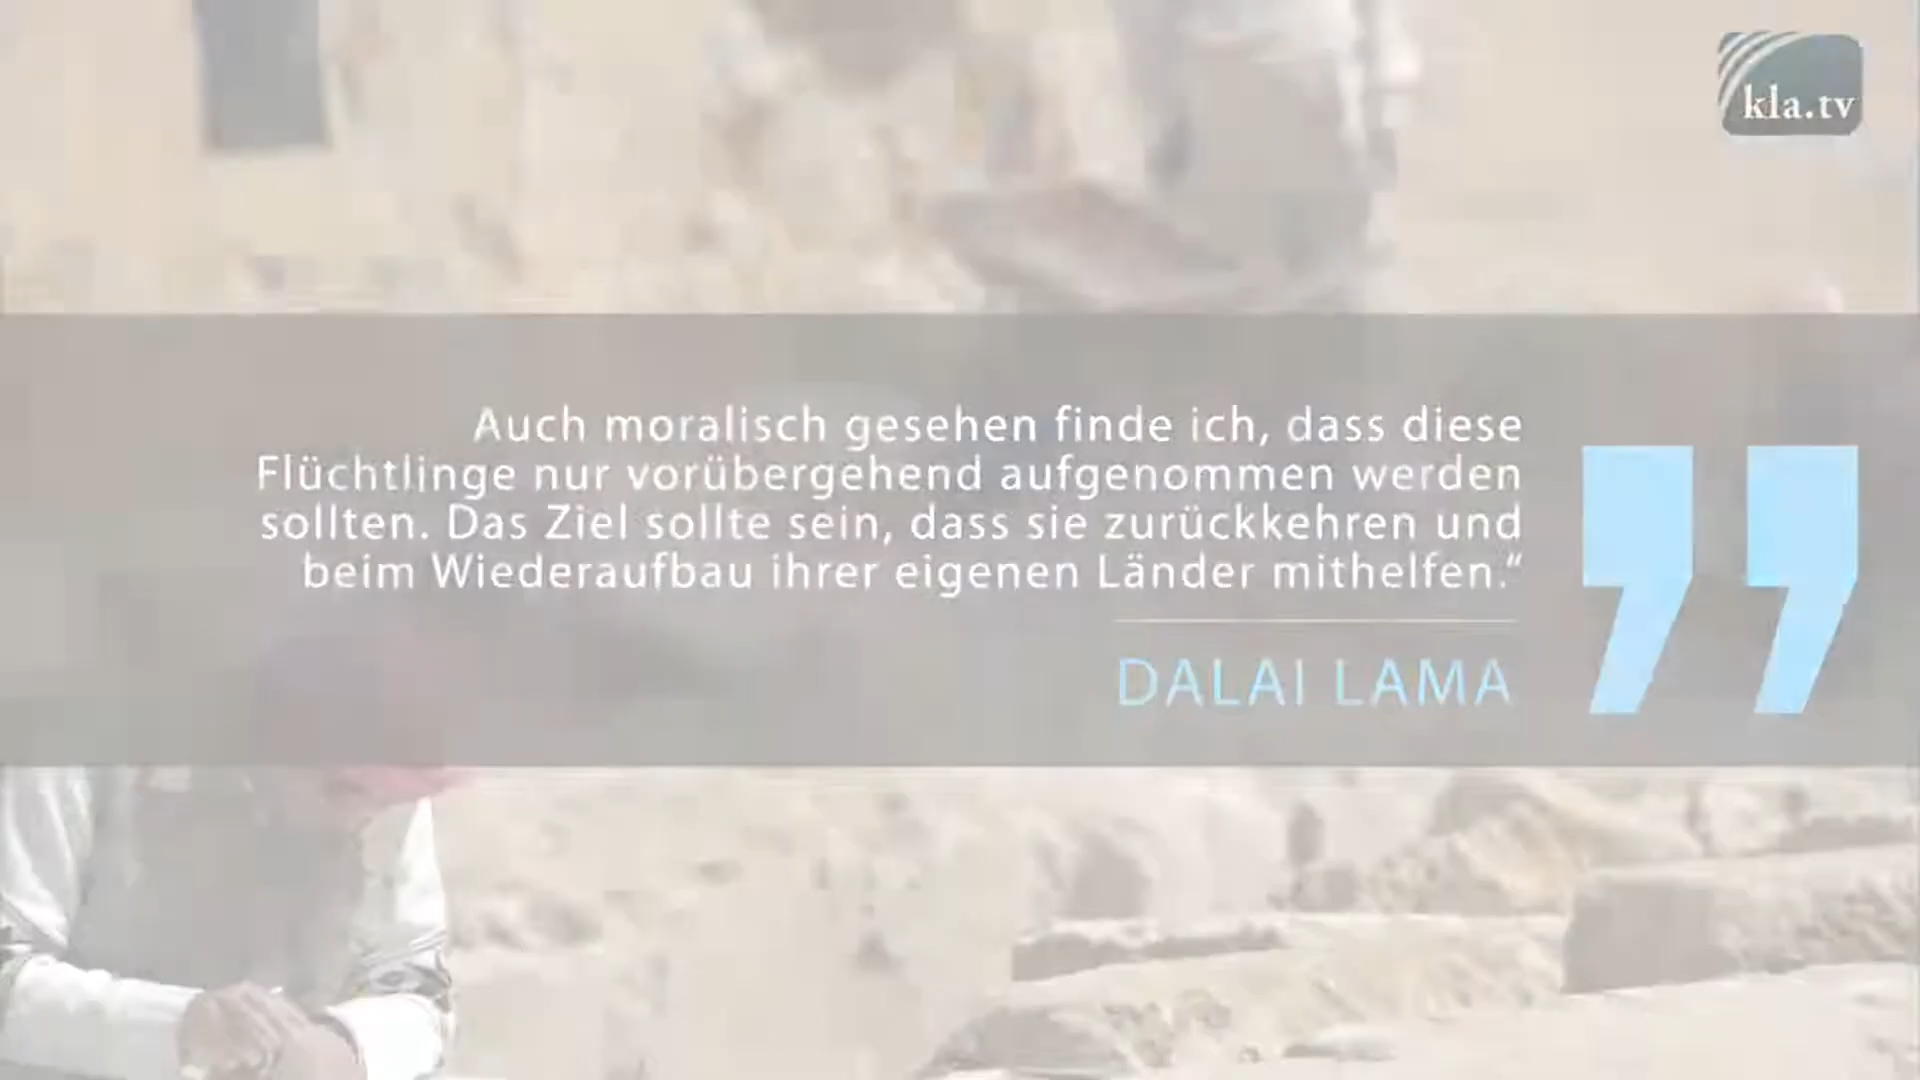 kla.tv
Auch moralisch gesehen finde ich, dass diese
Flüchtlinge nur vorübergehend aufgenommen werden
sollten. Das Ziel sollte sein, dass sie zurückkehren und
beim Wiederaufbau ihrer eigenen Länder mithelfen.“
DALAI LAMA